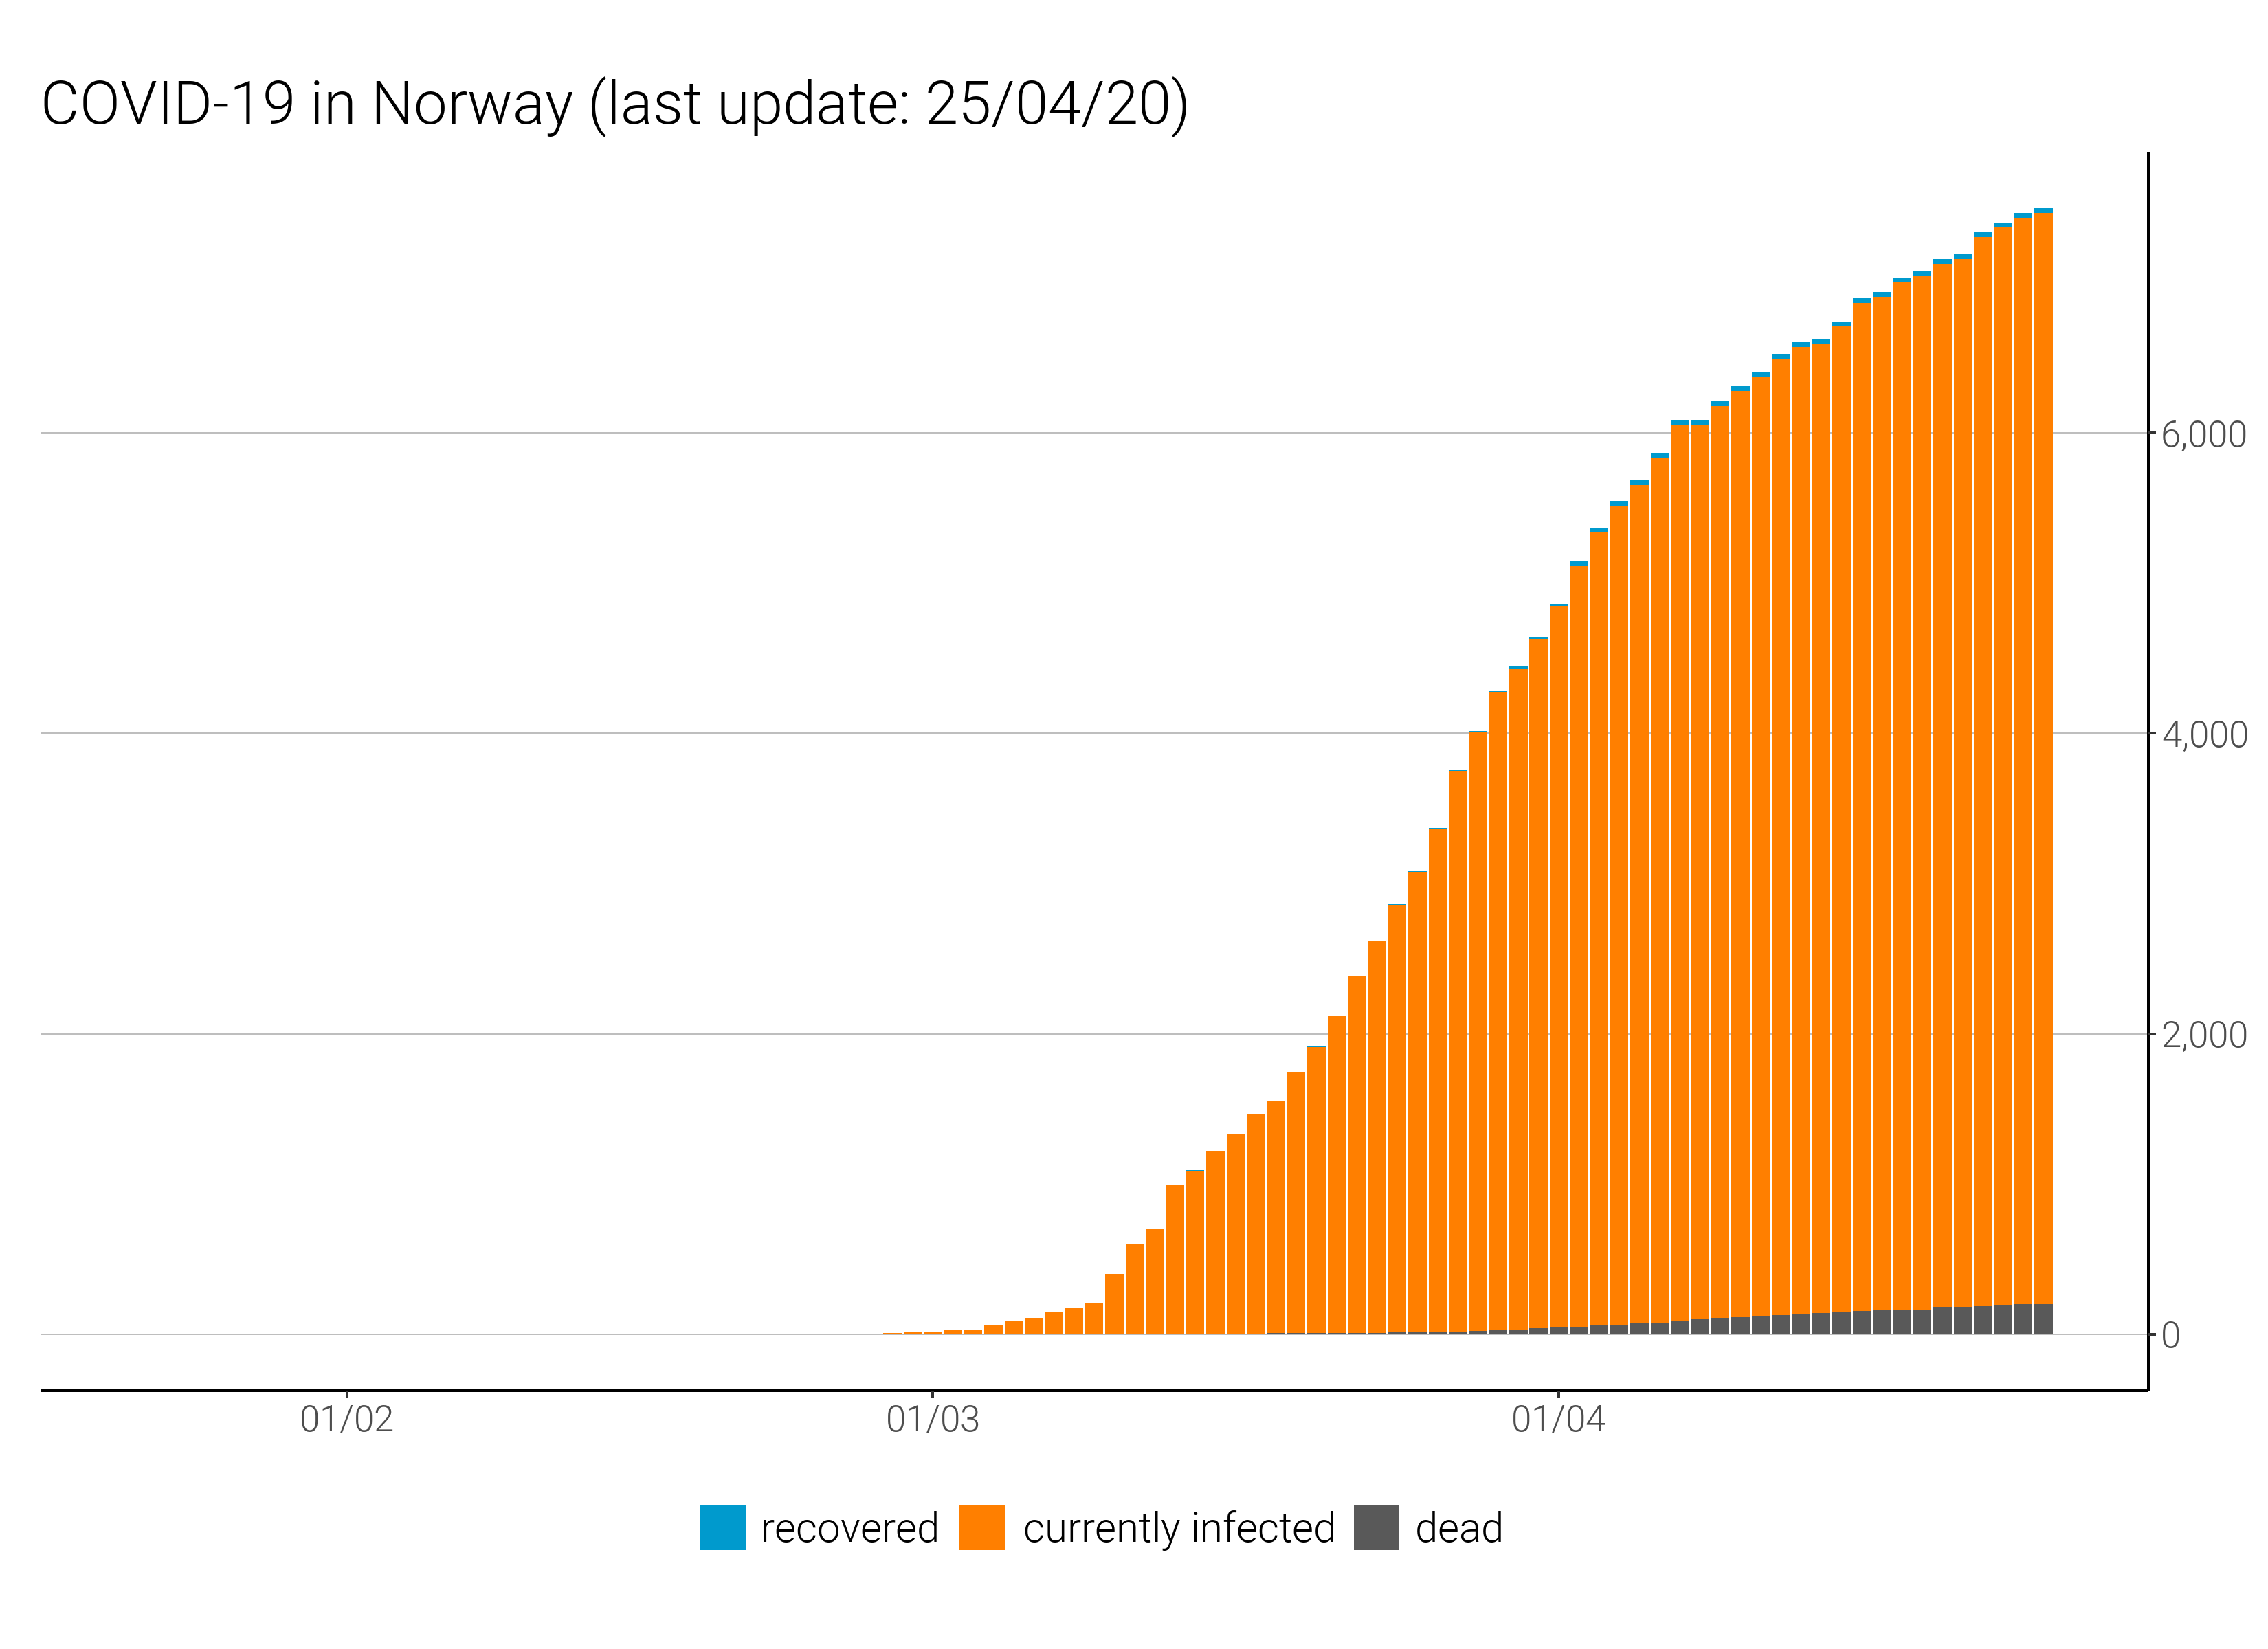 COVID-19 in Norway (last update: 25/04/20)
6,000
4,000
2,000
0
01/02 01/03 01/04
recovered currently infected dead